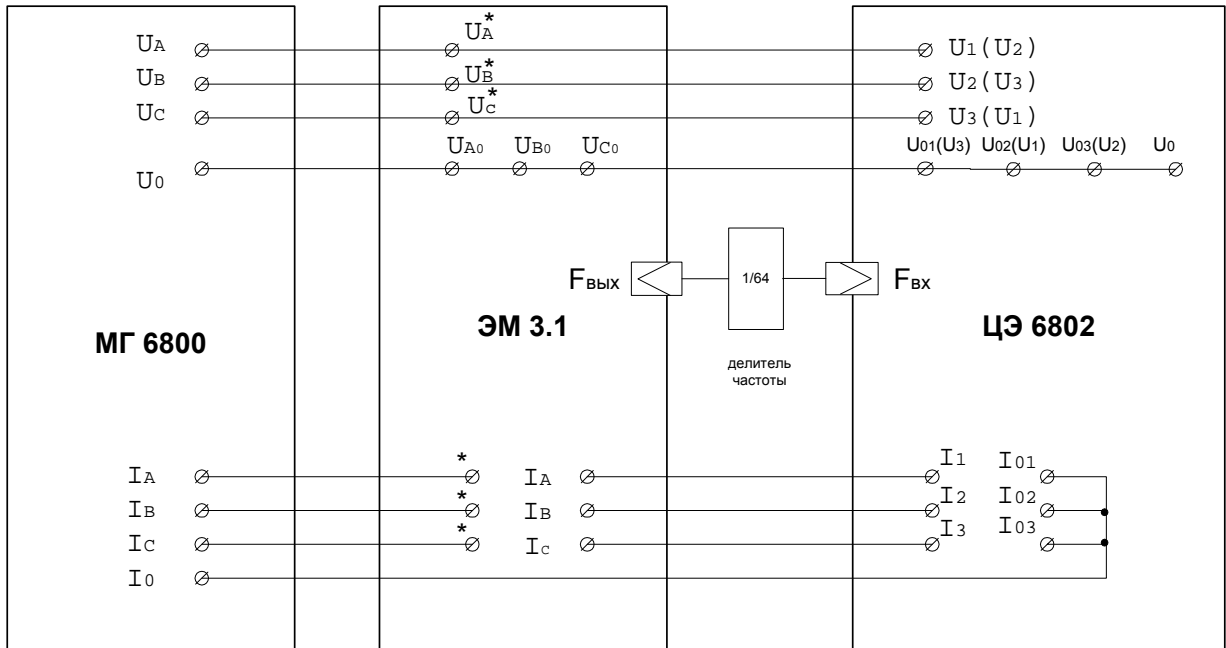 UA UA* U1(U2)
UB UB* U2(U3)
UC Uc* U3(U1)
U0 UA0 UB0 UC0 U01(U3) U02(U1) U03(U2) U0
Fвых 1/64 Fвх
МГ 6800 ЭМ 3.1 ЦЭ 6802
делитель
частоты
IA * IA I1 I01
IB * IB I2 I02
IC * IC I3 I03
I0